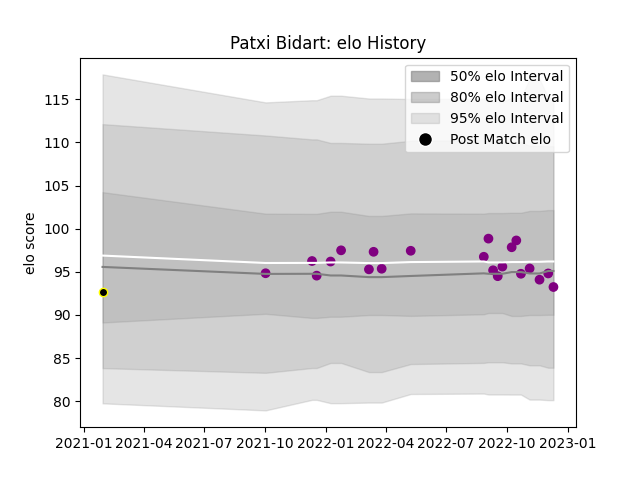 Patxi Bidart: elo History
50% elo Interval
80% elo Interval
95% elo Interval
Post Match elo
elo score
115
110
105
100
95
90
85
80
2021-01 2021-04 2021-07 2021-10 2022-01 2022-04 2022-07 2022-10 2023-01